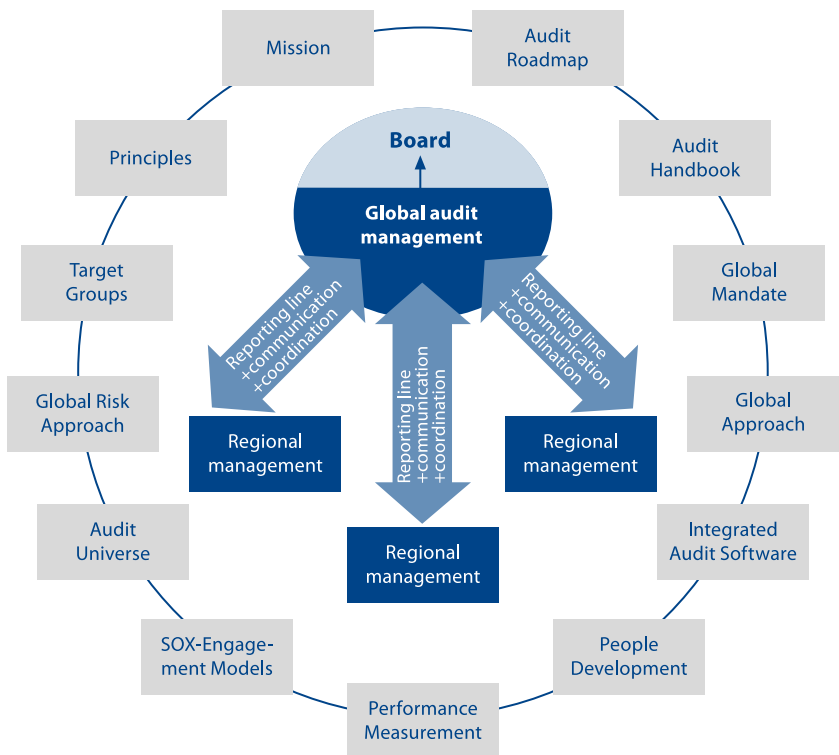 Mission
Audit
Roadmap
Principles
Board
Audit
Handbook
Global audit
management
Target
Groups
Global
Mandate
Reporting line
+communication
+coordination
Reporting line
+communication
+coordination
Reporting line
+communication
+coordination
Global Risk
Approach
Global
Approach
Regional
management
Regional
management
Audit
Universe
Regional
management
Integrated
Audit Software
SOX-Engage-
ment Models
People
Development
Performance
Measurement